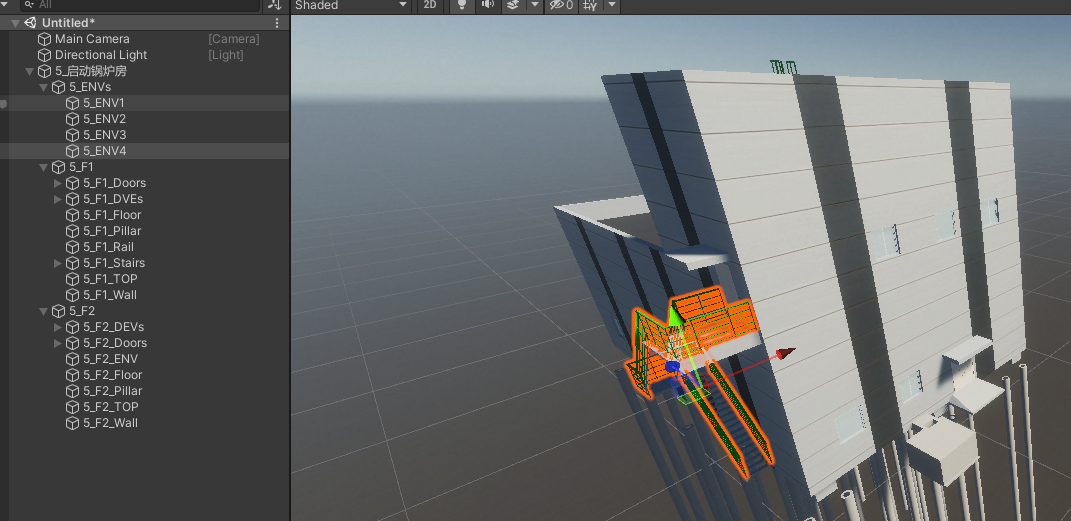 All
Shaded
2D
0
Untitled*
Main Camera [Camera]
Directional Light [Light]
5_启动锅炉房
5_ENVs
5_ENV1
5_ENV2
5_ENV3
5_ENV4
5_F1
5_F1_Doors
5_F1_DVEs
5_F1_Floor
5_F1_Pillar
5_F1_Rail
5_F1_Stairs
5_F1_TOP
5_F1_Wall
5_F2
5_F2_DEVs
5_F2_Doors
5_F2_ENV
5_F2_Floor
5_F2_Pillar
5_F2_TOP
5_F2_Wall